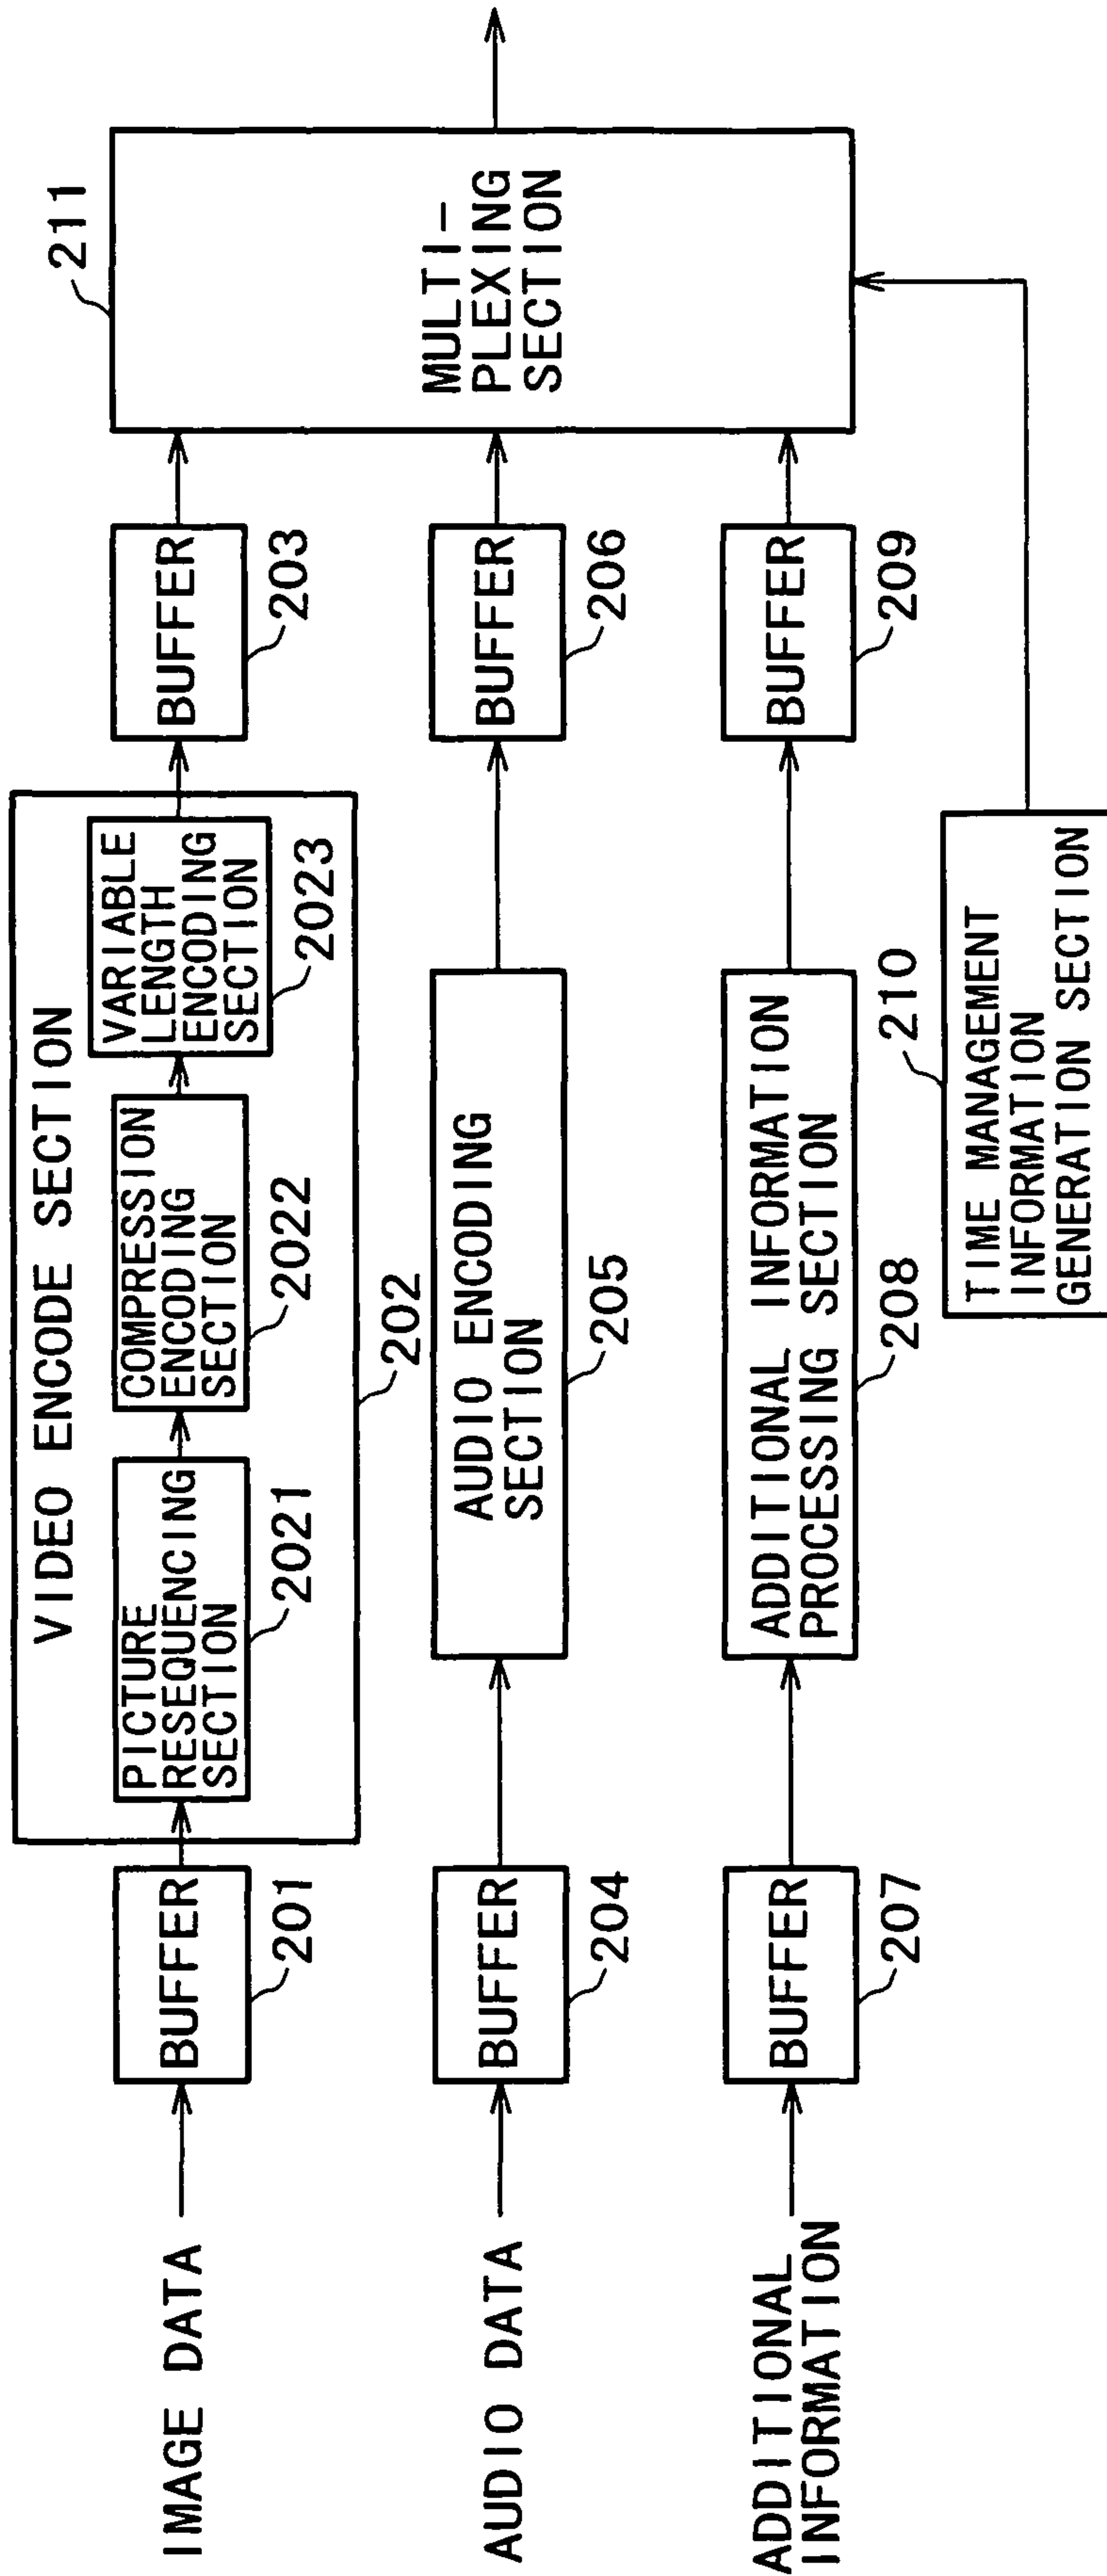 VIDEO ENCODE SECTION
IMAGE DATA
BUFFER
201
PICTURE
RESEQUENCING
SECTION
2021
COMPRESSION
ENCODING
SECTION
2022
VARIABLE
LENGTH
ENCODING
SECTION
2023
202
BUFFER
203
211
MULTI-
PLEXING
SECTION
AUDIO DATA
BUFFER
204
AUDIO ENCODING
SECTION
205
BUFFER
206
ADDITIONAL
INFORMATION
BUFFER
207
ADDITIONAL INFORMATION
PROCESSING SECTION
208
BUFFER
209
210
TIME MANAGEMENT
INFORMATION
GENERATION SECTION